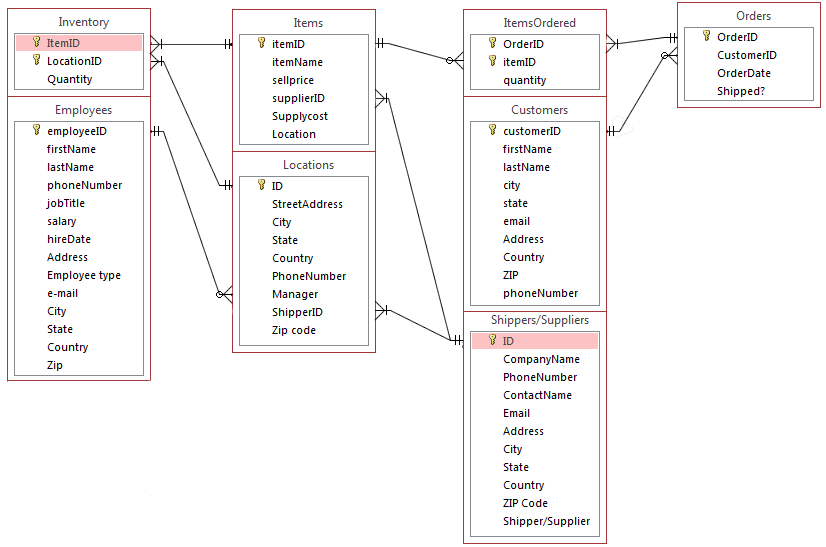 Inventory
ItemID
LocationID
Quantity
Employees
employeeID
firstName
lastName
phoneNumber
jobTitle
salary
hireDate
Address
Employee type
e-mail
City
State
Country
Zip
Items
itemID
itemName
sellprice
supplierID
Supplycost
Location
Locations
ID
StreetAddress
City
State
Country
PhoneNumber
Manager
ShipperID
Zip code
ItemsOrdered
OrderID
itemID
quantity
Customers
customerID
firstName
lastName
city
state
email
Address
Country
ZIP
phoneNumber
Shippers/Suppliers
ID
CompanyName
PhoneNumber
ContactName
Email
Address
City
State
Country
ZIP Code
Shipper/Supplier
Orders
OrderID
CustomerID
OrderDate
Shipped?